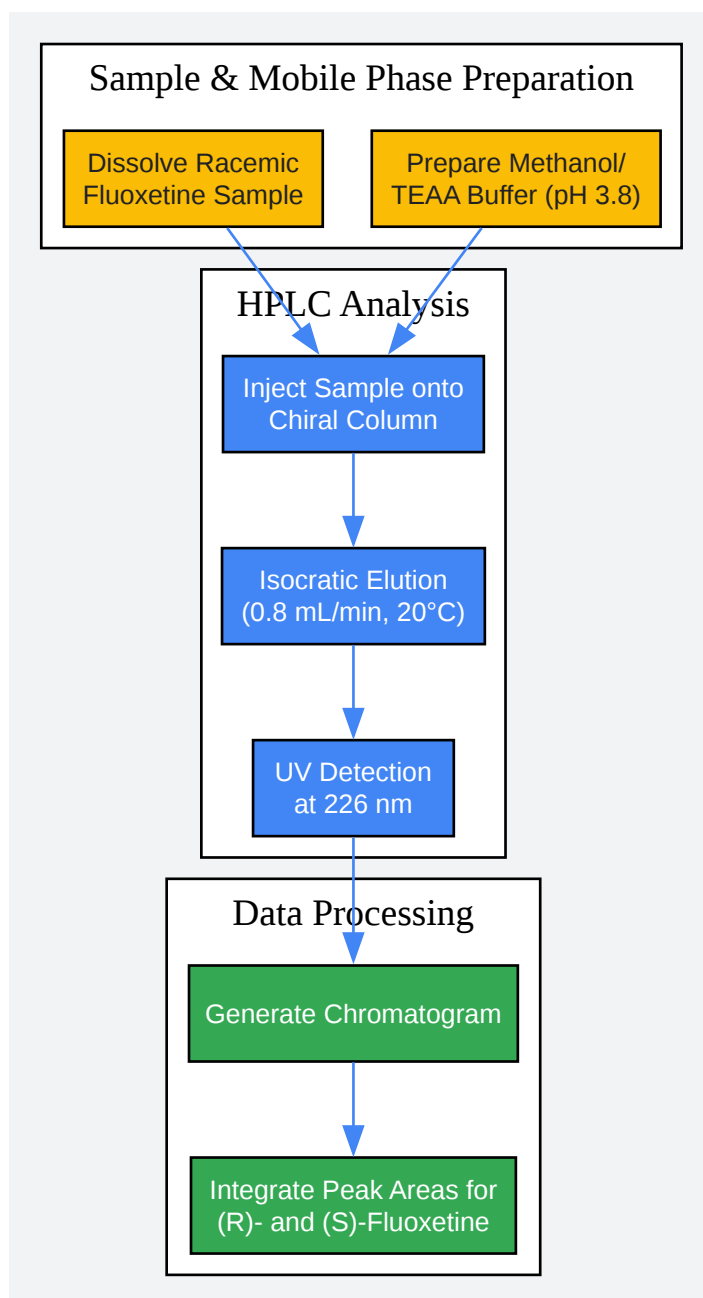 Sample & Mobile Phase Preparation
Dissolve Racemic
Fluoxetine Sample
Prepare Methanol/
TEAA Buffer (pH 3.8)
HPLC Analysis
Inject Sample onto
Chiral Column
Isocratic Elution
(0.8 mL/min, 20°C)
UV Detection
at 226 nm
Data Processing
Generate Chromatogram
Integrate Peak Areas for
(R)- and (S)-Fluoxetine